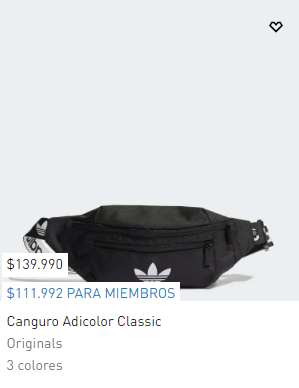 $139.990
$111.992 PARA MIEMBROS
Canguro Adicolor Classic
Originals
3 colores